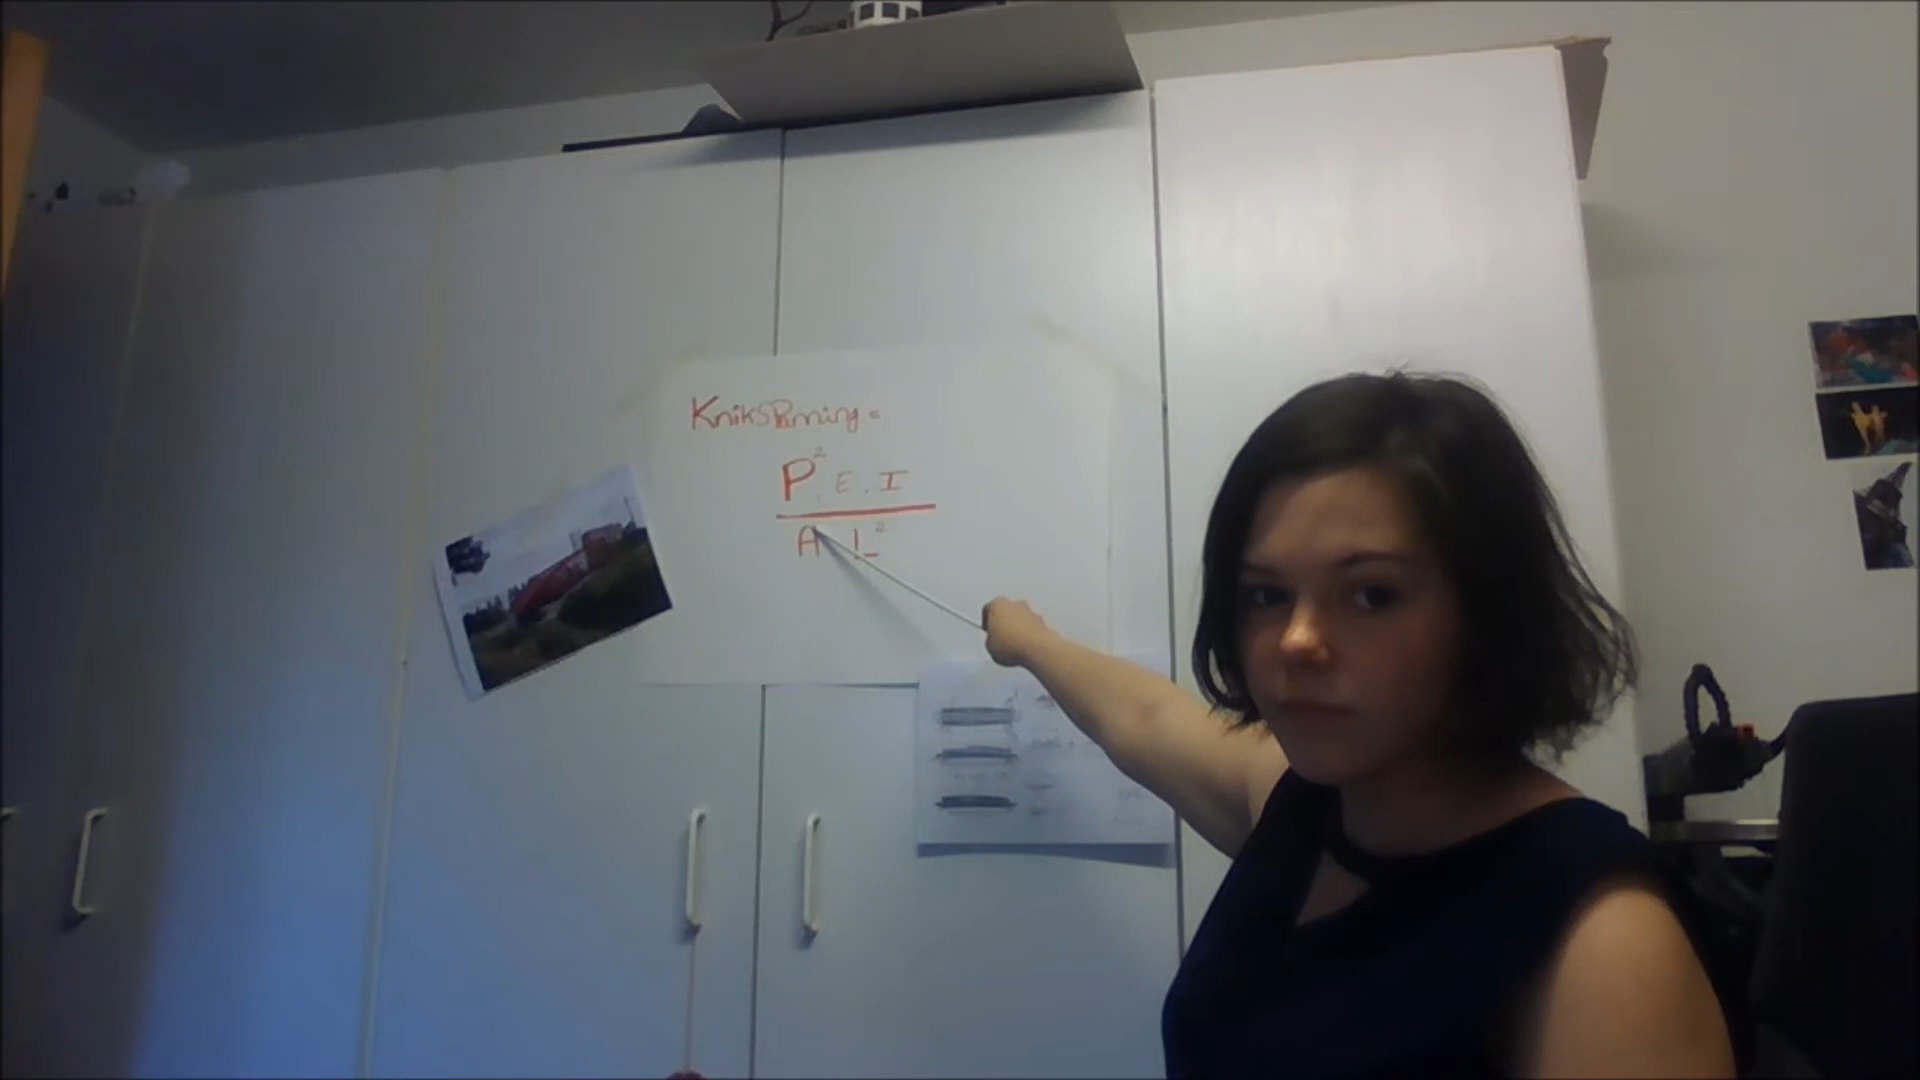 Knikspanning =
P². E. I
A. L²